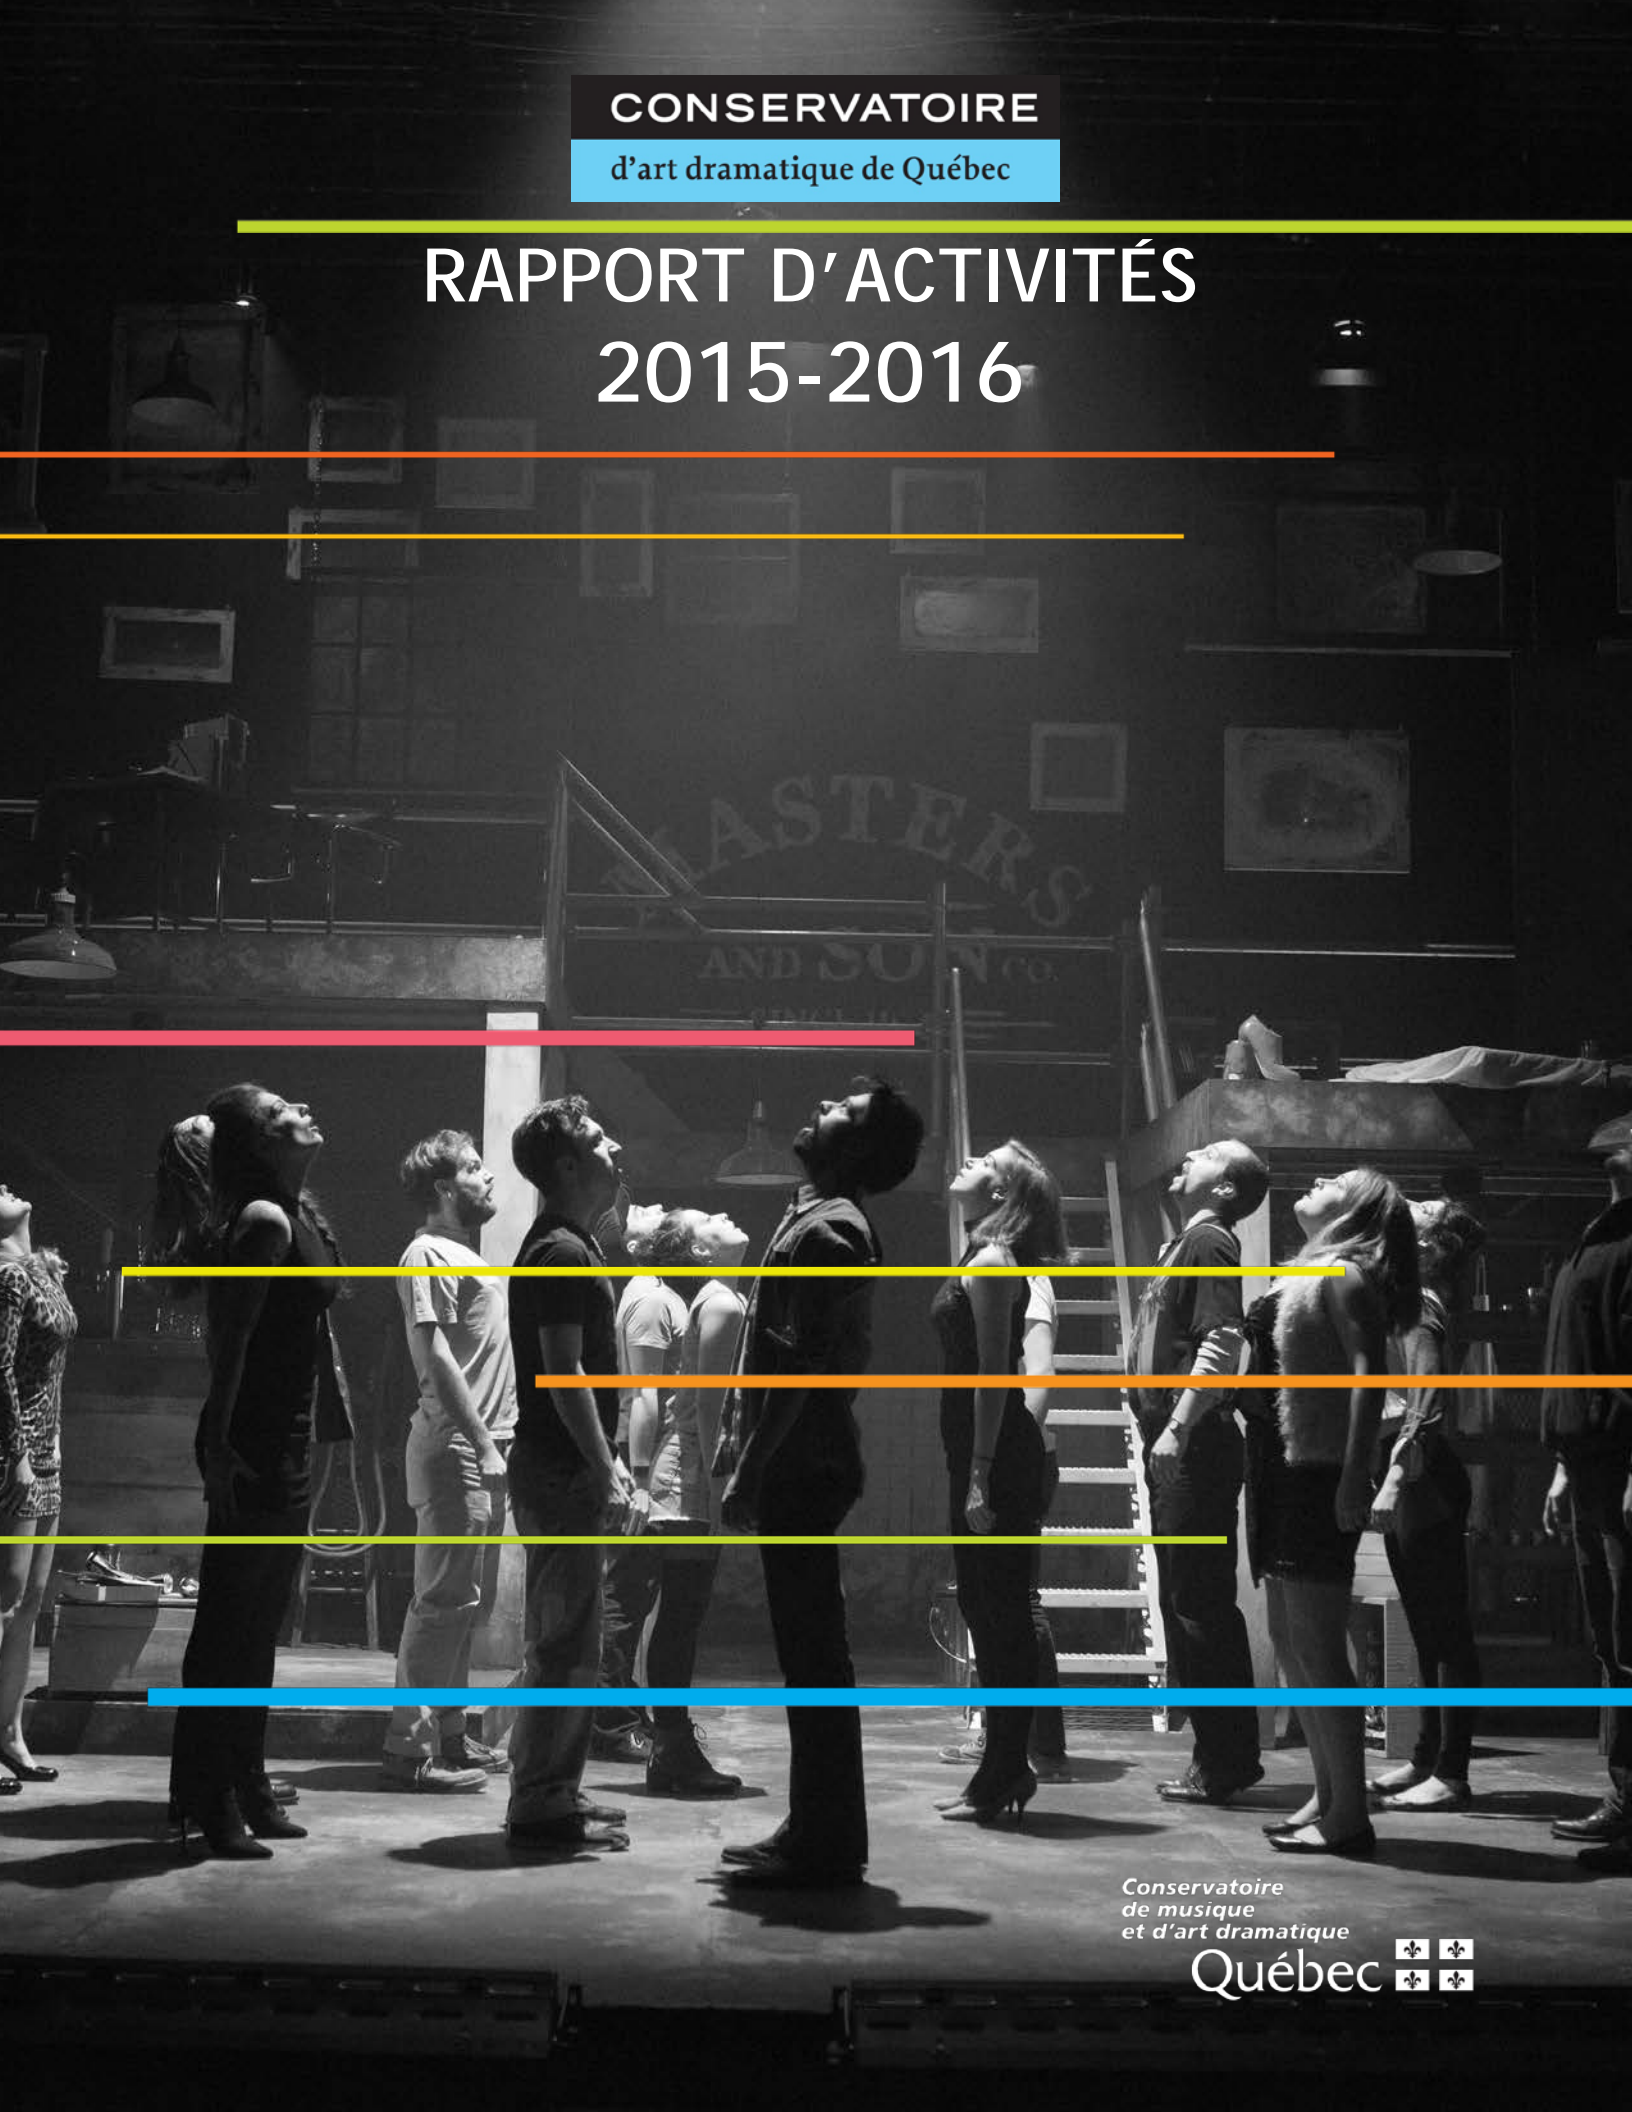 CONSERVATOIRE
d'art dramatique de Québec
RAPPORT D'ACTIVITÉS
2015-2016
MASTERS
AND SON CO.
Conservatoire
de musique
et d'art dramatique
Québec